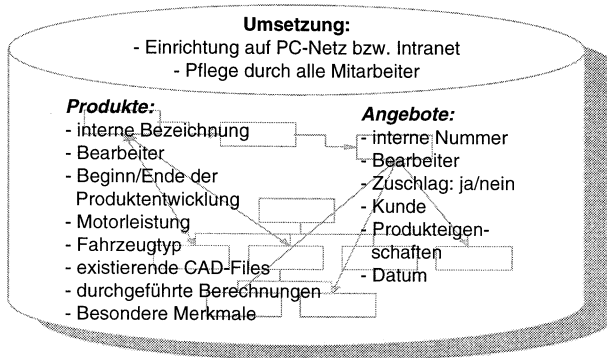 Umsetzung:
- Einrichtung auf PC-Netz bzw. Intranet
- Pflege durch alle Mitarbeiter
Produkte:
- interne Bezeichnung
- Bearbeiter
- Beginn/Ende der
Produktentwicklung
- Motorleistung
- Fahrzeugtyp
- existierende CAD-Files
- durchgeführte Berechnungen
- Besondere Merkmale
Angebote:
- interne Nummer
- Bearbeiter
- Zuschlag: ja/nein
- Kunde
- Produkteigen-
schaften
- Datum